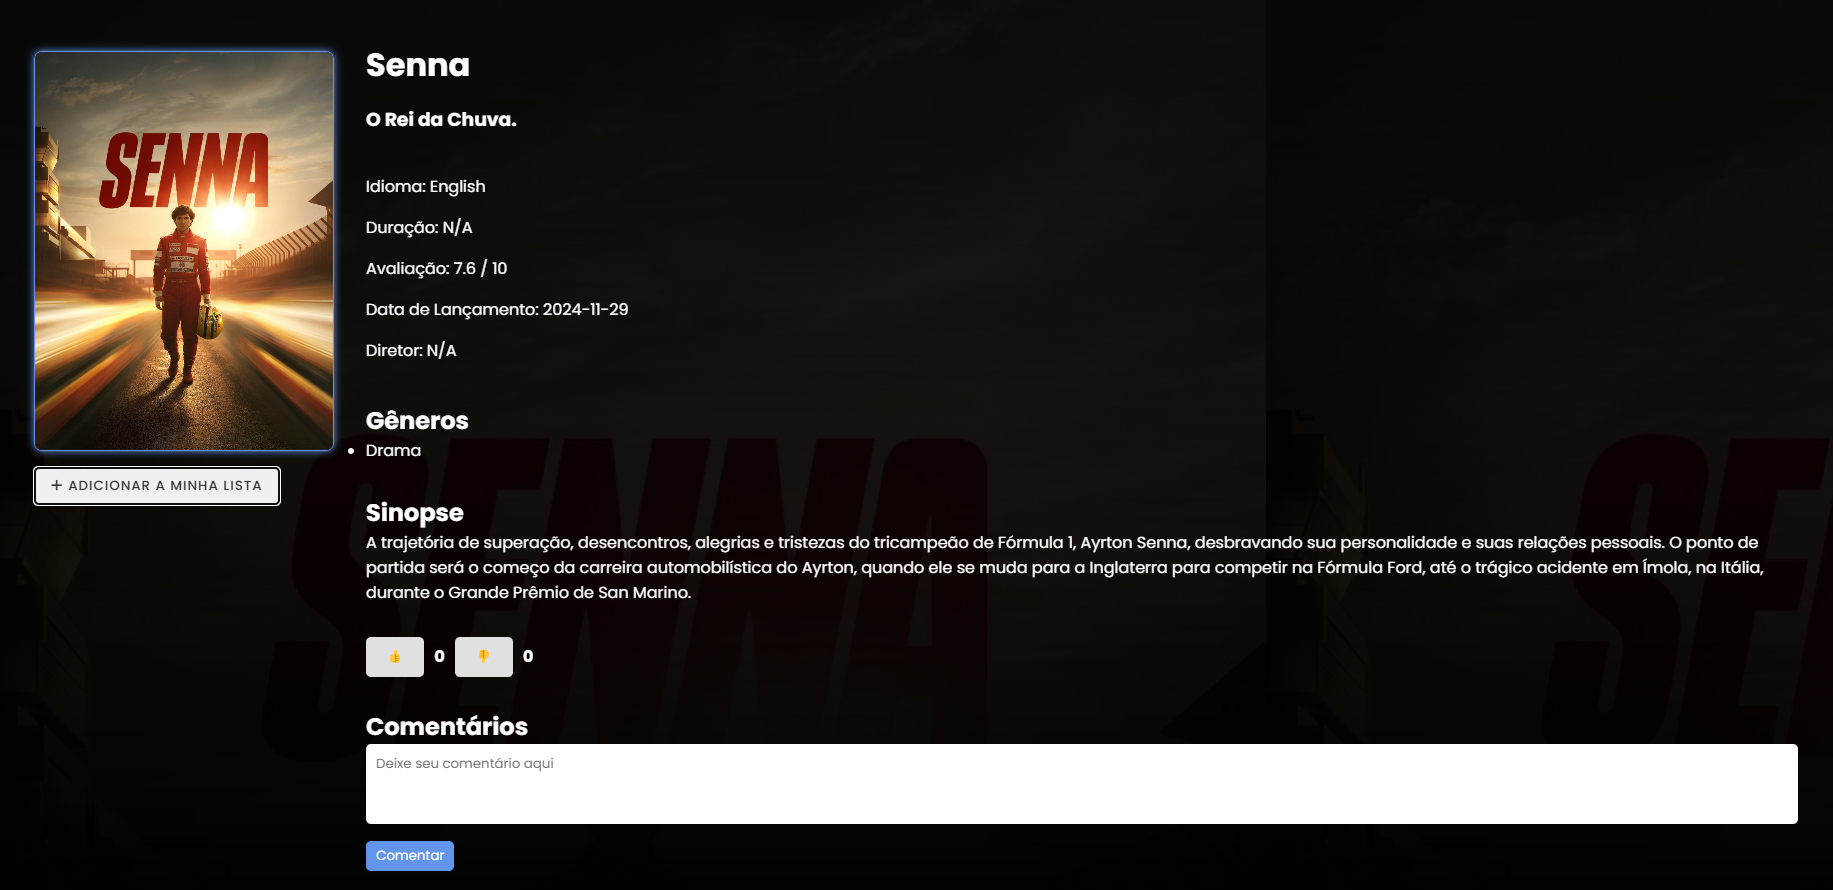 SENNA
+ ADICIONAR A MINHA LISTA
Senna
O Rei da Chuva.
Idioma: English
Duração: N/A
Avaliação: 7.6 / 10
Data de Lançamento: 2024-11-29
Diretor: N/A
Gêneros
Drama
Sinopse
A trajetória de superação, desencontros, alegrias e tristezas do tricampeão de Fórmula 1, Ayrton Senna, desbravando sua personalidade e suas relações pessoais. O ponto de
partida será o começo da carreira automobilística do Ayrton, quando ele se muda para a Inglaterra para competir na Fórmula Ford, até o trágico acidente em Ímola, na Itália,
durante o Grande Prêmio de San Marino.
👍 0 👎 0
Comentários
Deixe seu comentário aqui
Comentar
SENNA
SE